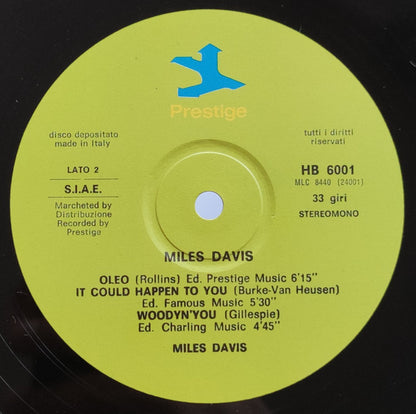 Prestige
disco depositato
made in Italy
tutti i diritti
riservati
LATO 2
S.I.A.E.
Marcheted by
Distribuzione
Recorded by
Prestige
HB 6001
MLC 8440 (24001)
33 giri
STEREOMONO
MILES DAVIS
OLEO (Rollins) Ed. Prestige Music 6'15"
IT COULD HAPPEN TO YOU (Burke-Van Heusen)
Ed. Famous Music 5'30"
WOODYN'YOU (Gillespie)
Ed. Charling Music 4'45"
MILES DAVIS